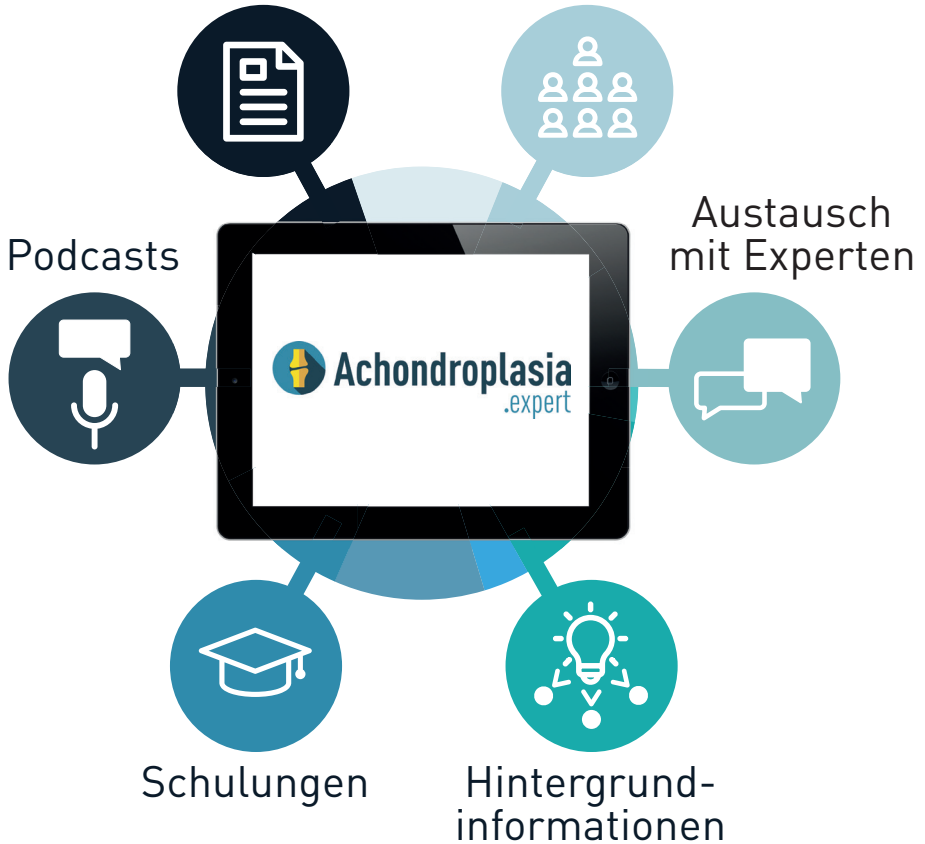 Austausch
mit Experten
Podcasts
Achondroplasia
.expert
Schulungen
Hintergrund-
informationen